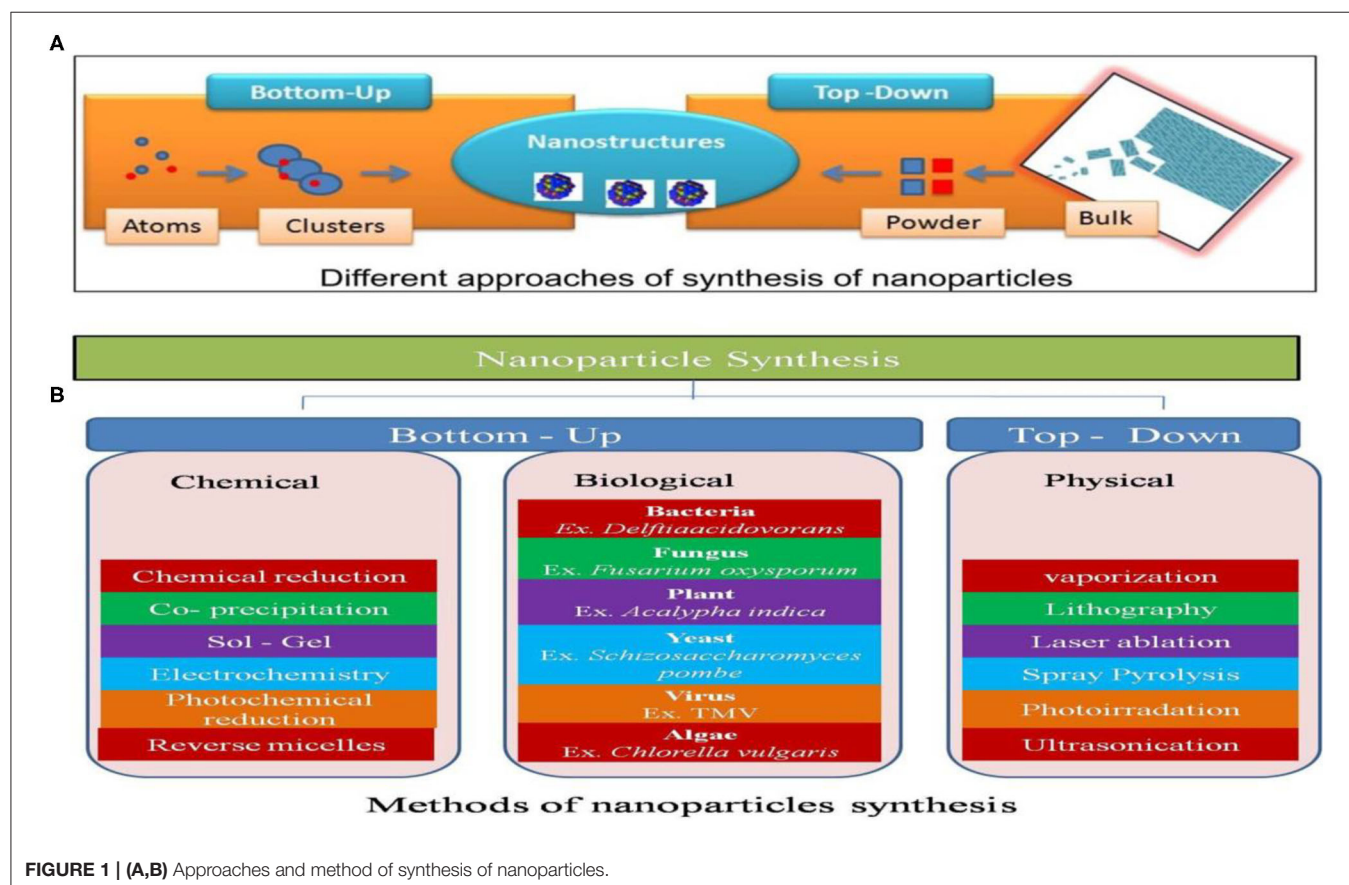 A
Bottom-Up
Top -Down
Nanostructures
Atoms
Clusters
Powder
Bulk
Different approaches of synthesis of nanoparticles
Nanoparticle Synthesis
B
Bottom - Up
Top - Down
Chemical
Chemical reduction
Co- precipitation
Sol - Gel
Electrochemistry
Photochemical
reduction
Reverse micelles
Biological
Bacteria
Ex. Delftiaacidovorans
Fungus
Ex. Fusarium oxysporum
Plant
Ex. Acalypha indica
Yeast
Ex. Schizosaccharomyces
pombe
Virus
Ex. TMV
Algae
Ex. Chlorella vulgaris
Physical
vaporization
Lithography
Laser ablation
Spray Pyrolysis
Photoirradation
Ultrasonication
Methods of nanoparticles synthesis
FIGURE 1 | (A,B) Approaches and method of synthesis of nanoparticles.